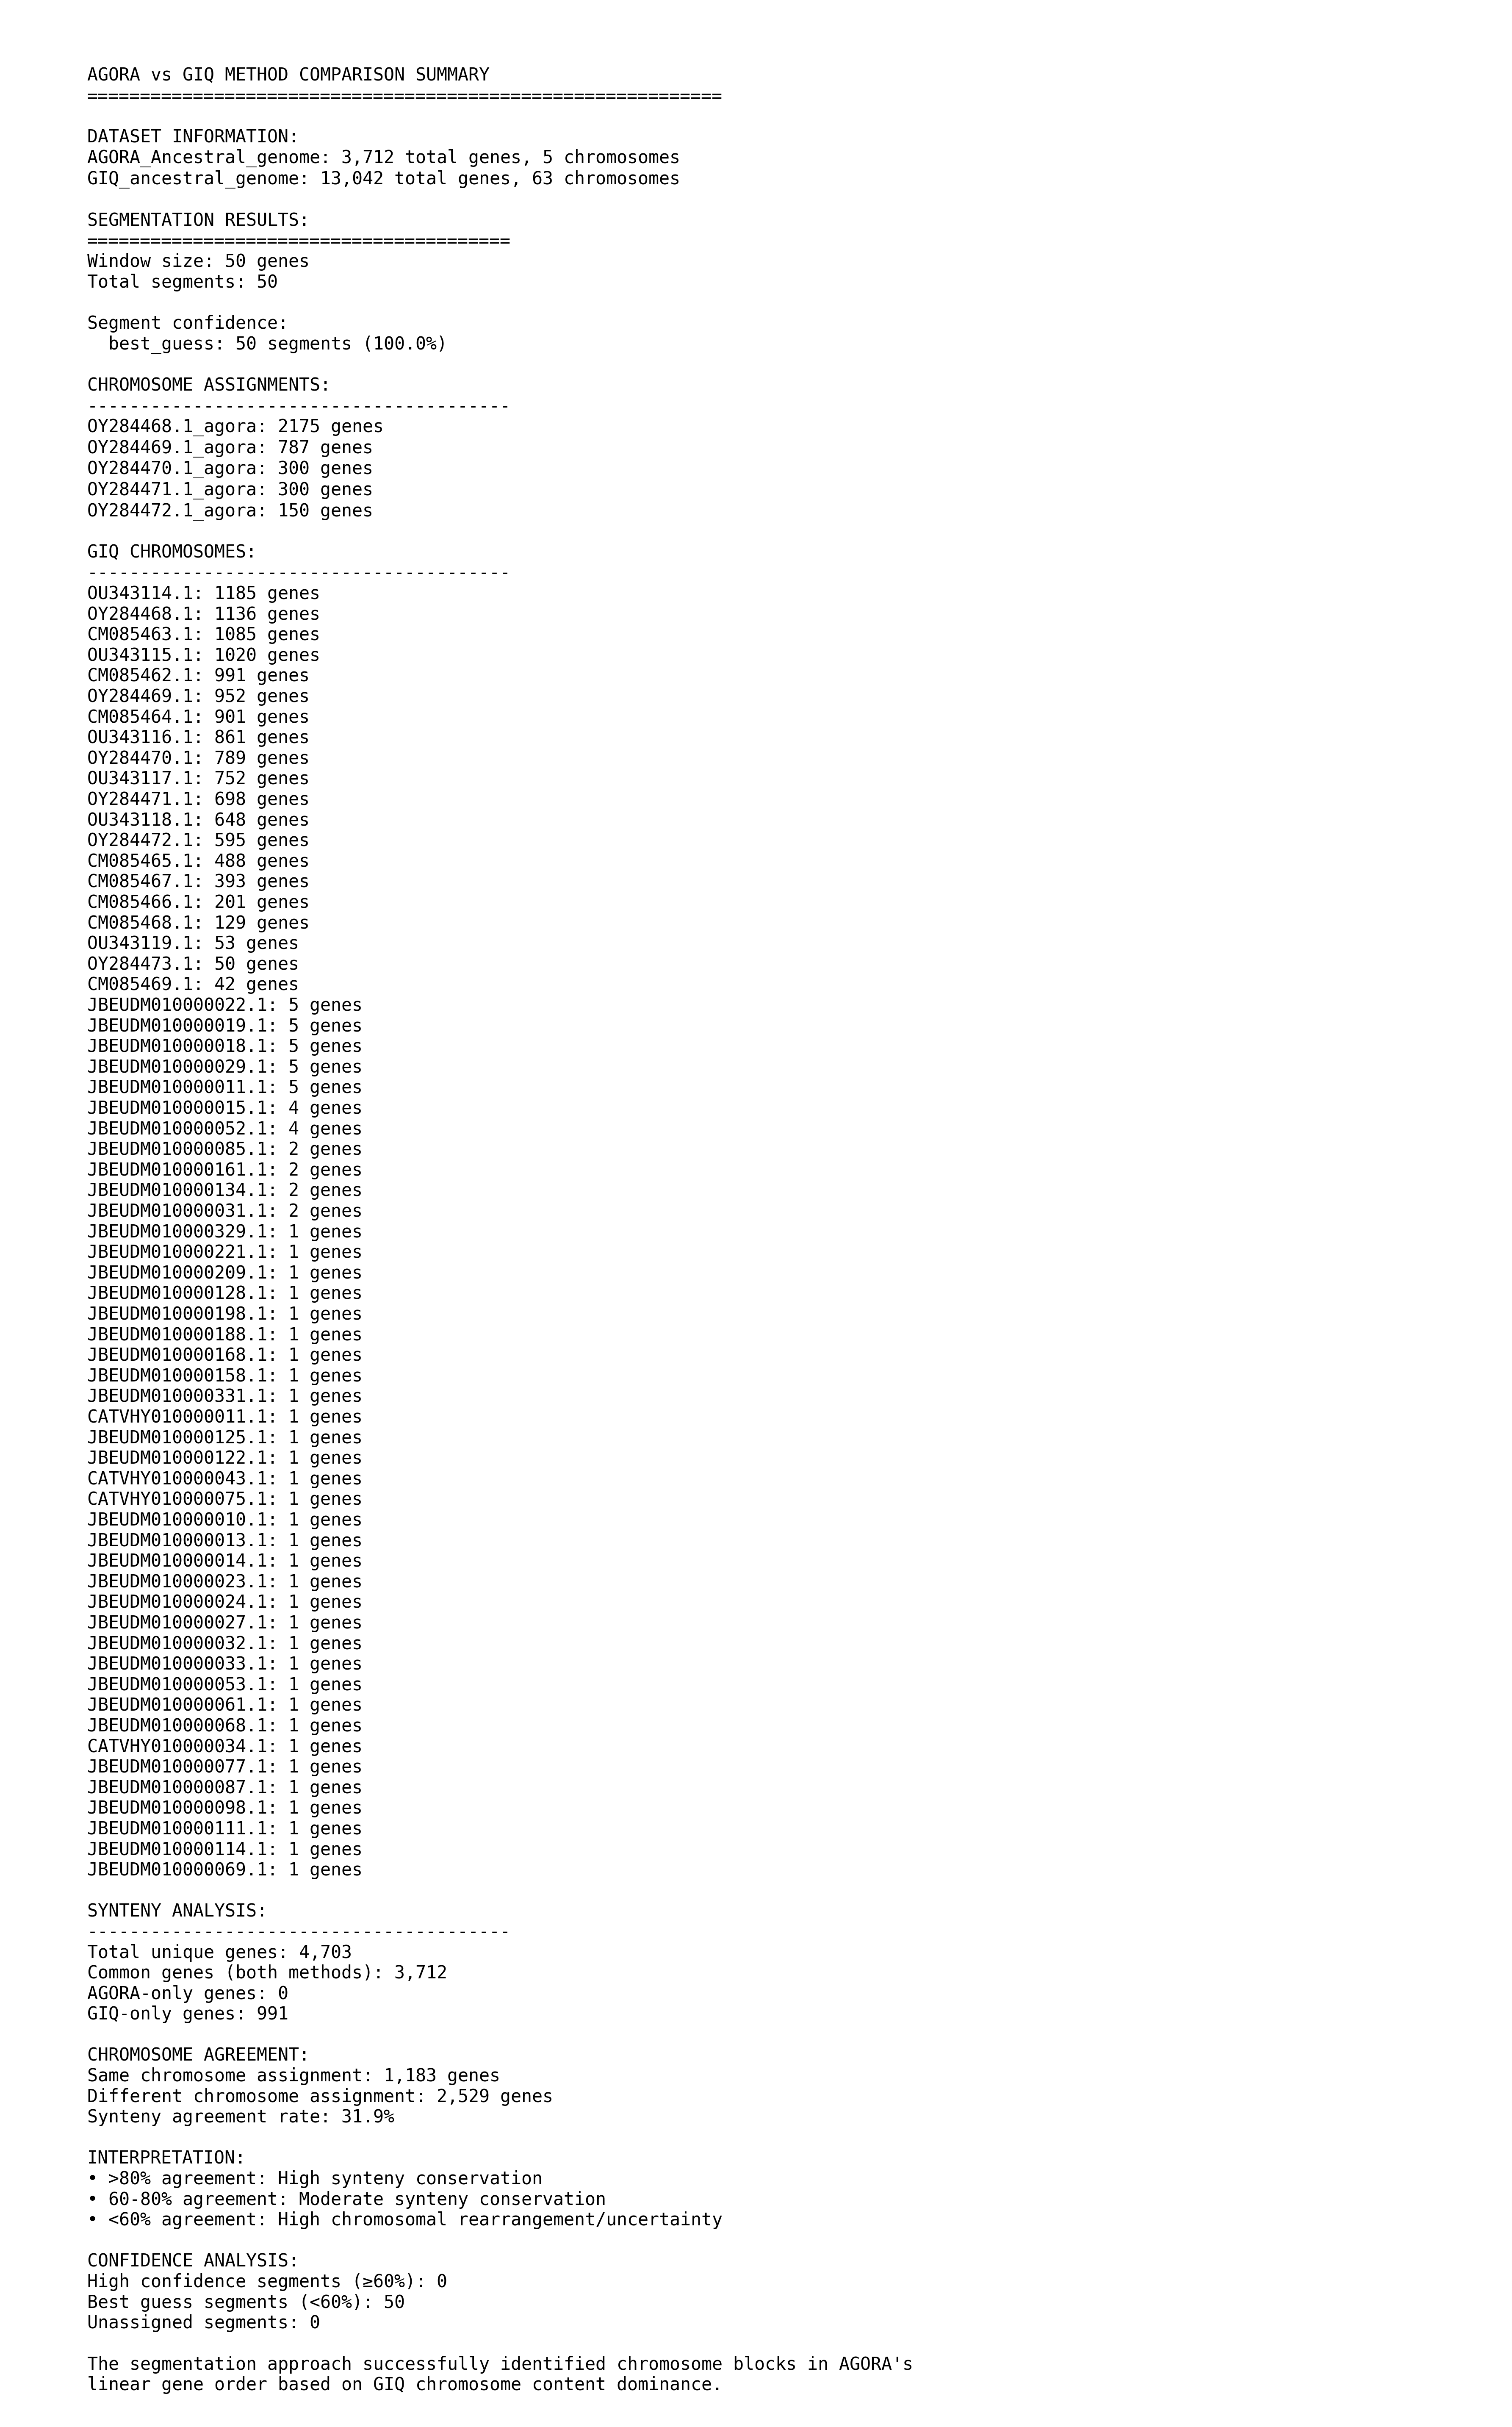 AGORA vs GIQ METHOD COMPARISON SUMMARY
============================================================
DATASET INFORMATION:
AGORA_Ancestral_genome: 3,712 total genes, 5 chromosomes
GIQ_ancestral_genome: 13,042 total genes, 63 chromosomes
SEGMENTATION RESULTS:
========================================
Window size: 50 genes
Total segments: 50
Segment confidence:
  best_guess: 50 segments (100.0%)
CHROMOSOME ASSIGNMENTS:
----------------------------------------
OY284468.1_agora: 2175 genes
OY284469.1_agora: 787 genes
OY284470.1_agora: 300 genes
OY284471.1_agora: 300 genes
OY284472.1_agora: 150 genes
GIQ CHROMOSOMES:
----------------------------------------
OU343114.1: 1185 genes
OY284468.1: 1136 genes
CM085463.1: 1085 genes
OU343115.1: 1020 genes
CM085462.1: 991 genes
OY284469.1: 952 genes
CM085464.1: 901 genes
OU343116.1: 861 genes
OY284470.1: 789 genes
OU343117.1: 752 genes
OY284471.1: 698 genes
OU343118.1: 648 genes
OY284472.1: 595 genes
CM085465.1: 488 genes
CM085467.1: 393 genes
CM085466.1: 201 genes
CM085468.1: 129 genes
OU343119.1: 53 genes
OY284473.1: 50 genes
CM085469.1: 42 genes
JBEUDM010000022.1: 5 genes
JBEUDM010000019.1: 5 genes
JBEUDM010000018.1: 5 genes
JBEUDM010000029.1: 5 genes
JBEUDM010000011.1: 5 genes
JBEUDM010000015.1: 4 genes
JBEUDM010000052.1: 4 genes
JBEUDM010000085.1: 2 genes
JBEUDM010000161.1: 2 genes
JBEUDM010000134.1: 2 genes
JBEUDM010000031.1: 2 genes
JBEUDM010000329.1: 1 genes
JBEUDM010000221.1: 1 genes
JBEUDM010000209.1: 1 genes
JBEUDM010000128.1: 1 genes
JBEUDM010000198.1: 1 genes
JBEUDM010000188.1: 1 genes
JBEUDM010000168.1: 1 genes
JBEUDM010000158.1: 1 genes
JBEUDM010000331.1: 1 genes
CATVHY010000011.1: 1 genes
JBEUDM010000125.1: 1 genes
JBEUDM010000122.1: 1 genes
CATVHY010000043.1: 1 genes
CATVHY010000075.1: 1 genes
JBEUDM010000010.1: 1 genes
JBEUDM010000013.1: 1 genes
JBEUDM010000014.1: 1 genes
JBEUDM010000023.1: 1 genes
JBEUDM010000024.1: 1 genes
JBEUDM010000027.1: 1 genes
JBEUDM010000032.1: 1 genes
JBEUDM010000033.1: 1 genes
JBEUDM010000053.1: 1 genes
JBEUDM010000061.1: 1 genes
JBEUDM010000068.1: 1 genes
CATVHY010000034.1: 1 genes
JBEUDM010000077.1: 1 genes
JBEUDM010000087.1: 1 genes
JBEUDM010000098.1: 1 genes
JBEUDM010000111.1: 1 genes
JBEUDM010000114.1: 1 genes
JBEUDM010000069.1: 1 genes
SYNTENY ANALYSIS:
----------------------------------------
Total unique genes: 4,703
Common genes (both methods): 3,712
AGORA-only genes: 0
GIQ-only genes: 991
CHROMOSOME AGREEMENT:
Same chromosome assignment: 1,183 genes
Different chromosome assignment: 2,529 genes
Synteny agreement rate: 31.9%
INTERPRETATION:
• >80% agreement: High synteny conservation
• 60-80% agreement: Moderate synteny conservation
• <60% agreement: High chromosomal rearrangement/uncertainty
CONFIDENCE ANALYSIS:
High confidence segments (≥60%): 0
Best guess segments (<60%): 50
Unassigned segments: 0
The segmentation approach successfully identified chromosome blocks in AGORA's
linear gene order based on GIQ chromosome content dominance.